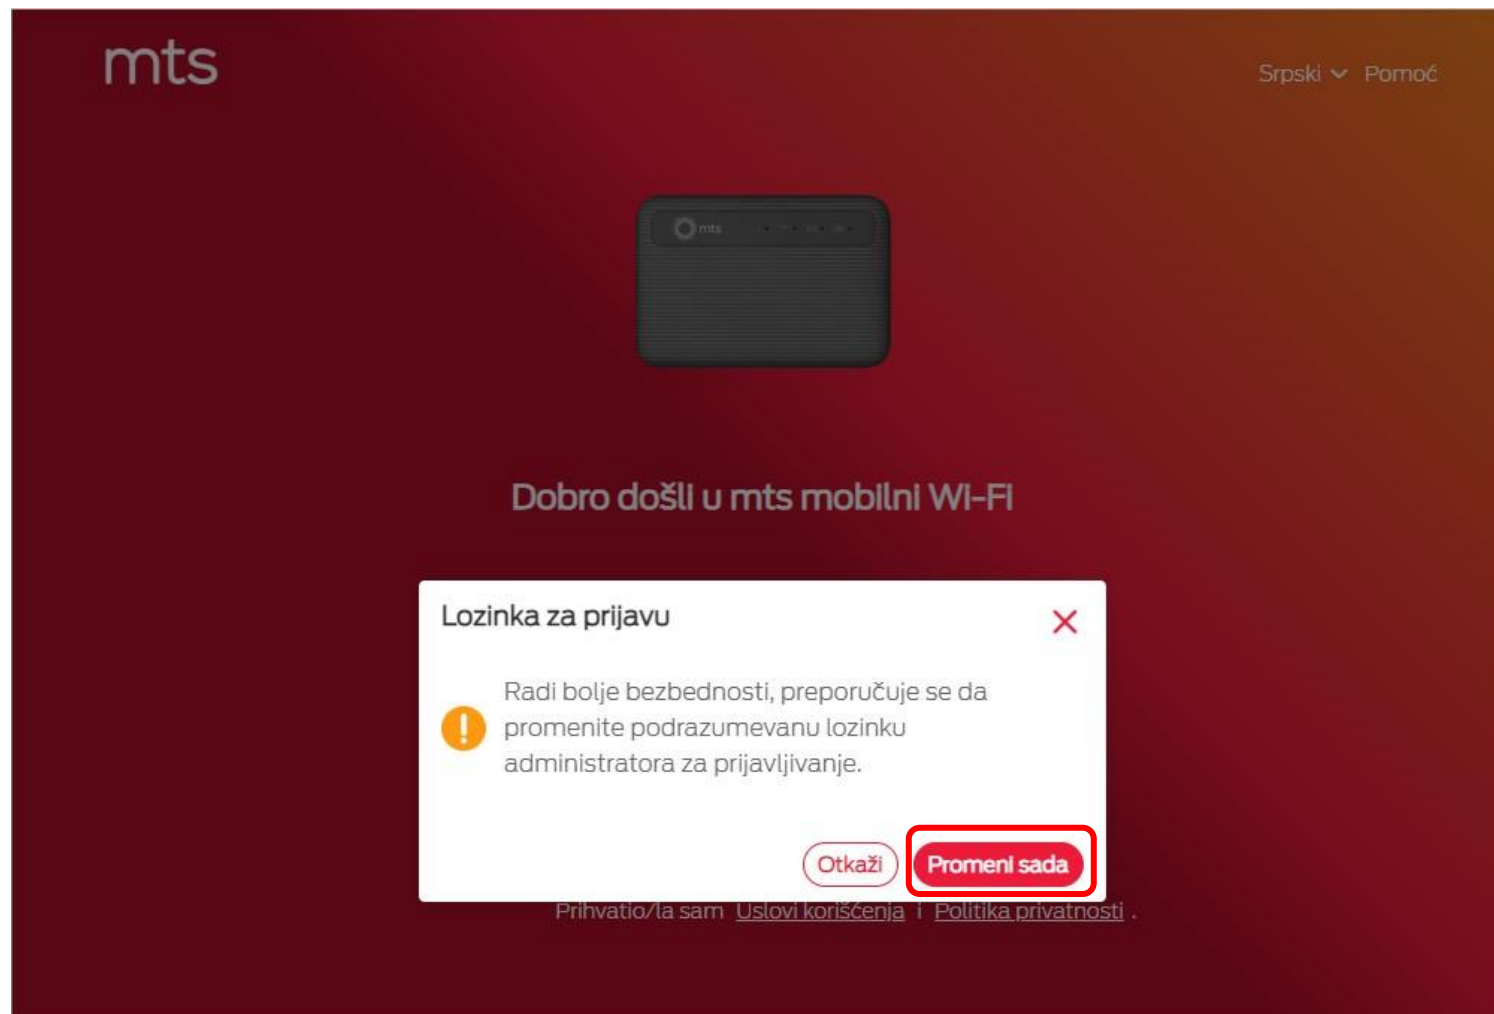 mts
Srpski Pomoć
mts
Dobro došli u mts mobilni Wi-Fi
Lozinka za prijavu
Radi bolje bezbednosti, preporučuje se da
promenite podrazumevanu lozinku
administratora za prijavljivanje.
Otkaži Promeni sada
Prihvatio/la sam Uslovi korišćenja i Politika privatnosti .